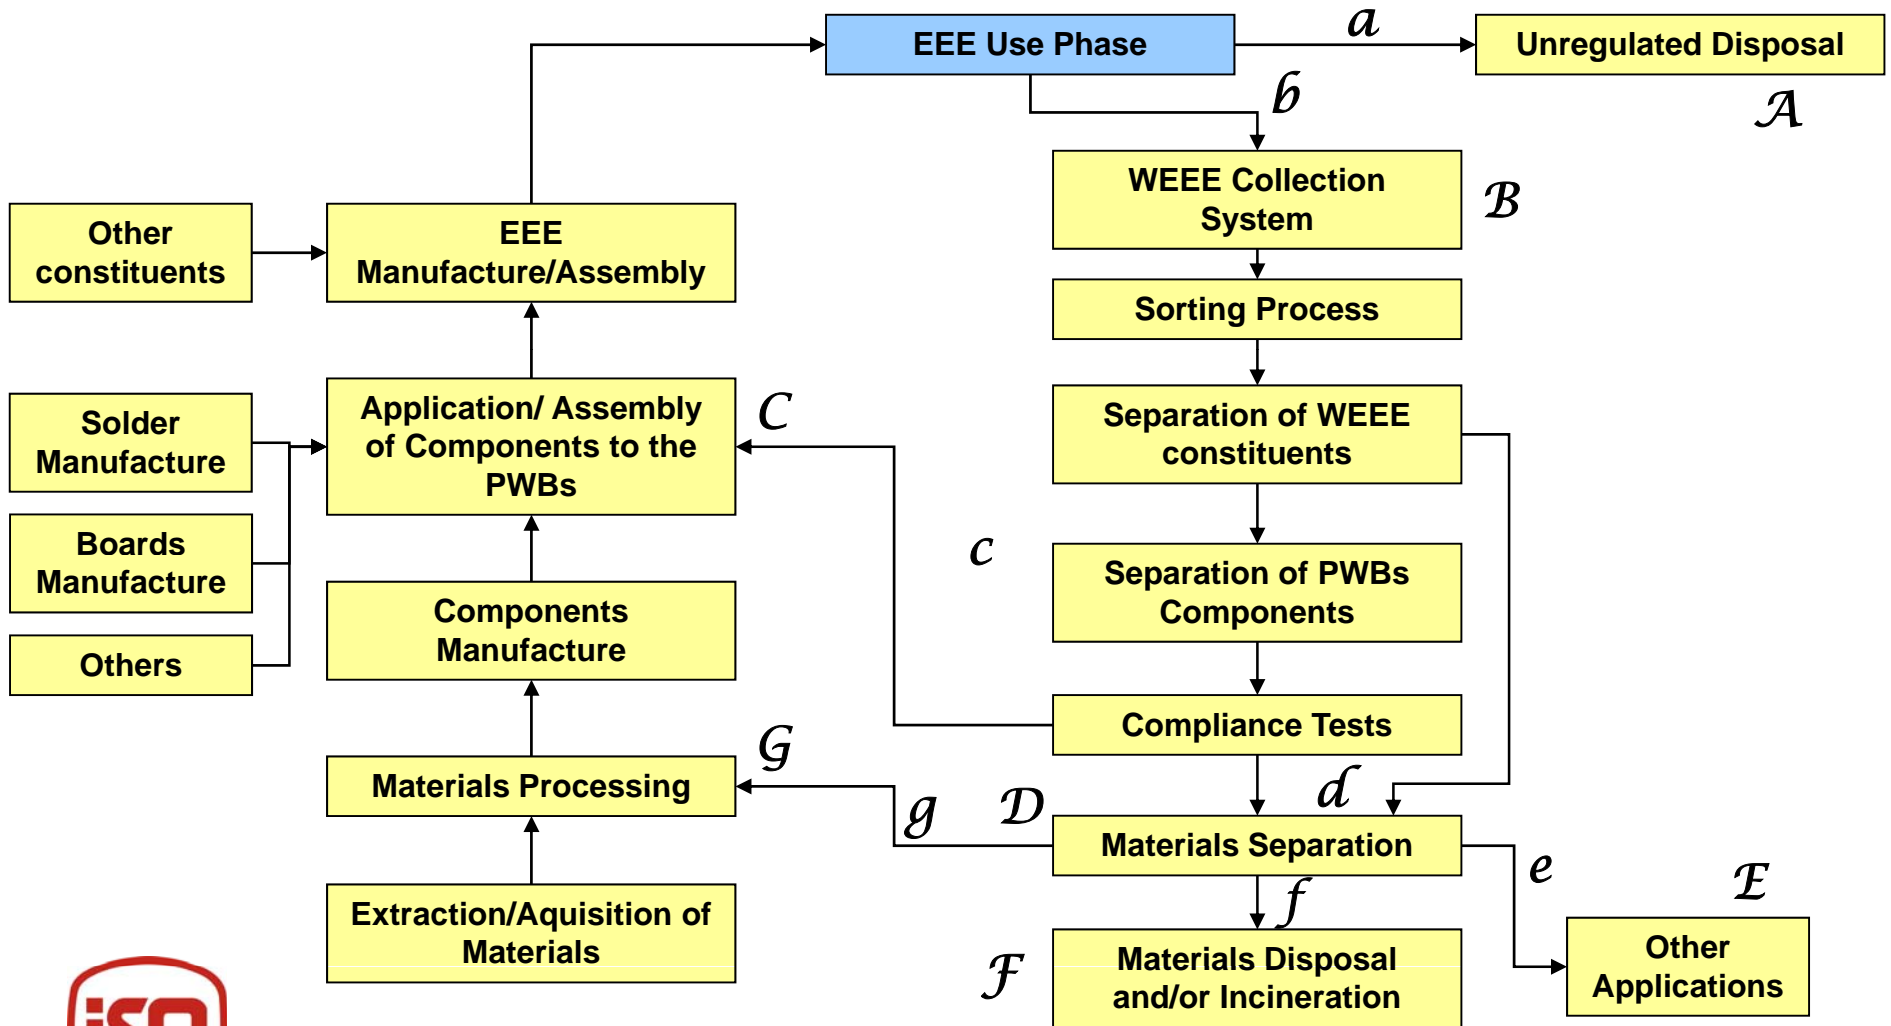 EEE Use Phase
a
Unregulated Disposal
A
b
WEEE Collection
System
B
Other
constituents
EEE
Manufacture/Assembly
Sorting Process
Solder
Manufacture
Application/ Assembly
of Components to the
PWBs
C
Separation of WEEE
constituents
Boards
Manufacture
c
Separation of PWBs
Components
Others
Components
Manufacture
Compliance Tests
G
Materials Processing
g
D
d
Materials Separation
e
E
Extraction/Aquisition of
Materials
f
F
Materials Disposal
and/or Incineration
Other
Applications